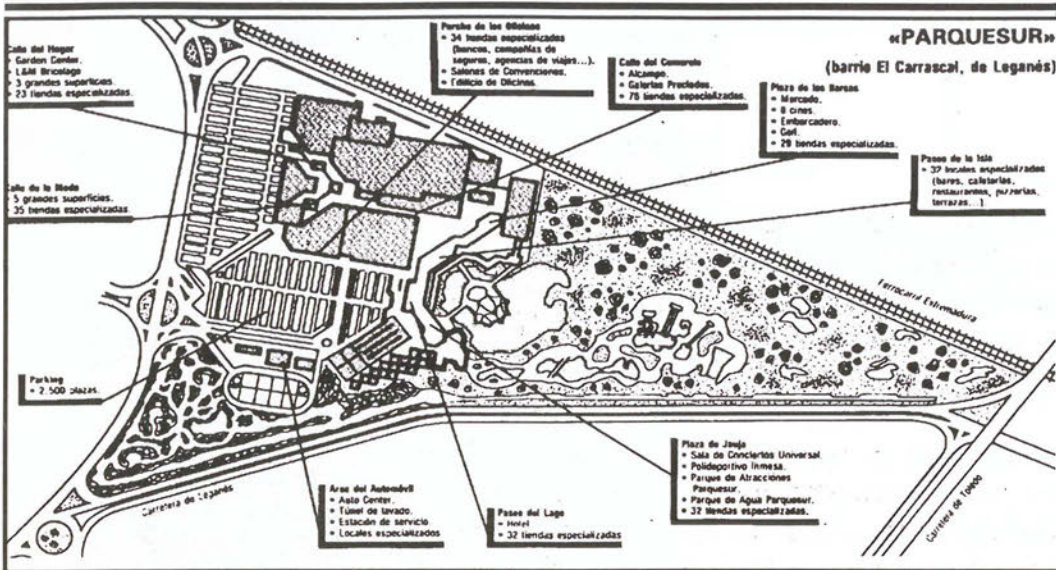 «PARQUESUR»
(barrio El Carrascal, de Leganés)
Calle del Hogar
• Garden Center.
• L&M Bricolage
• 3 grandes superficies.
• 23 tiendas especializadas.
Porche de los Oficios
• 34 tiendas especializadas
(bancos, compañías de
seguros, agencias de viajes...).
• Salones de Convenciones.
• Edificio de Oficinas.
Calle del Comercio
• Alcampo.
• Galerías Preciados.
• 76 tiendas especializadas.
Plaza de las Barcas
• Mercado.
• 8 cines.
• Embarcadero.
• Gorl.
• 29 tiendas especializadas.
Paseo de la Isla
• 37 locales especializados
(bares, cafeterías,
restaurantes, pizzerías,
terrazas...)
Calle de la Moda
• 5 grandes superficies.
• 35 tiendas especializadas.
Ferrocarril Extremadura
Parking
• 2.500 plazas.
Carretera de Leganés
Area del Automóvil
• Auto Center.
• Túnel de lavado.
• Estación de servicio
• Locales especializados
Paseo del Lago
• Hotel
• 32 tiendas especializadas
Plaza de Jauja
• Sala de Conciertos Universal.
• Polideportivo Inmesa.
• Parque de Atracciones
Parquesur.
• Parque de Agua Parquesur.
• 32 tiendas especializadas.
Carretera de Toledo